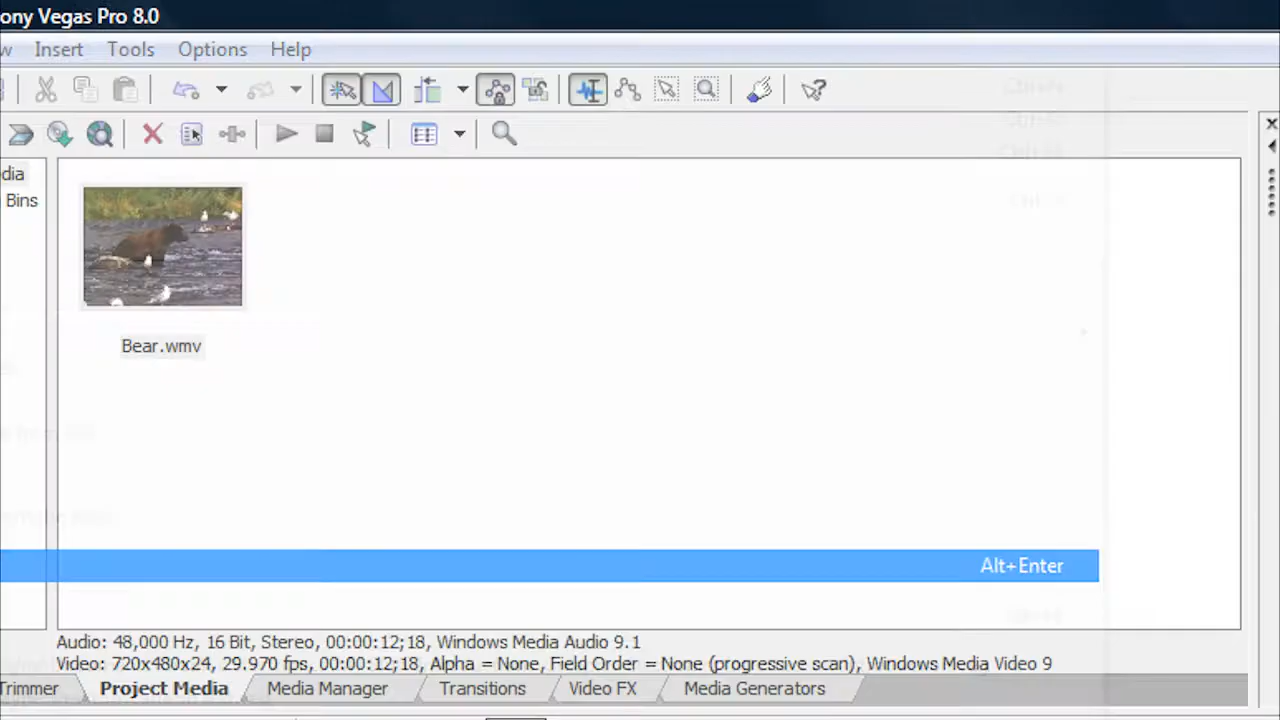 ony Vegas Pro 8.0
w Insert Tools Options Help
dia
Bins
Bear.wmv
Alt+Enter
Audio: 48,000 Hz, 16 Bit, Stereo, 00:00:12;18, Windows Media Audio 9.1
Video: 720x480x24, 29.970 fps, 00:00:12;18, Alpha = None, Field Order = None (progressive scan), Windows Media Video 9
Trimmer Project Media Media Manager Transitions Video FX Media Generators